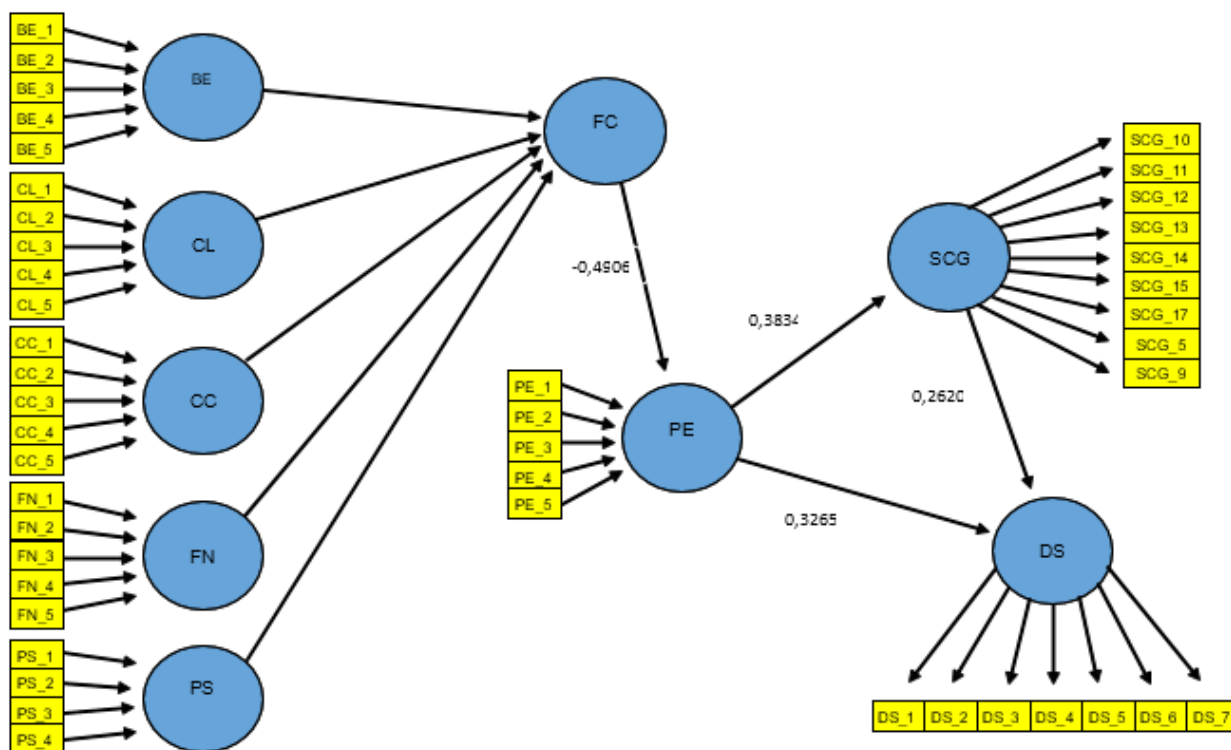 BE_1
BE_2
BE_3
BE_4
BE_5
BE
CL_1
CL_2
CL_3
CL_4
CL_5
CL
CC_1
CC_2
CC_3
CC_4
CC_5
CC
FN_1
FN_2
FN_3
FN_4
FN_5
FN
PS_1
PS_2
PS_3
PS_4
PS
FC
-0,4906
PE_1
PE_2
PE_3
PE_4
PE_5
PE
0,3834
0,3265
SCG
SCG_10
SCG_11
SCG_12
SCG_13
SCG_14
SCG_15
SCG_17
SCG_5
SCG_9
0,2620
DS
DS_1 DS_2 DS_3 DS_4 DS_5 DS_6 DS_7